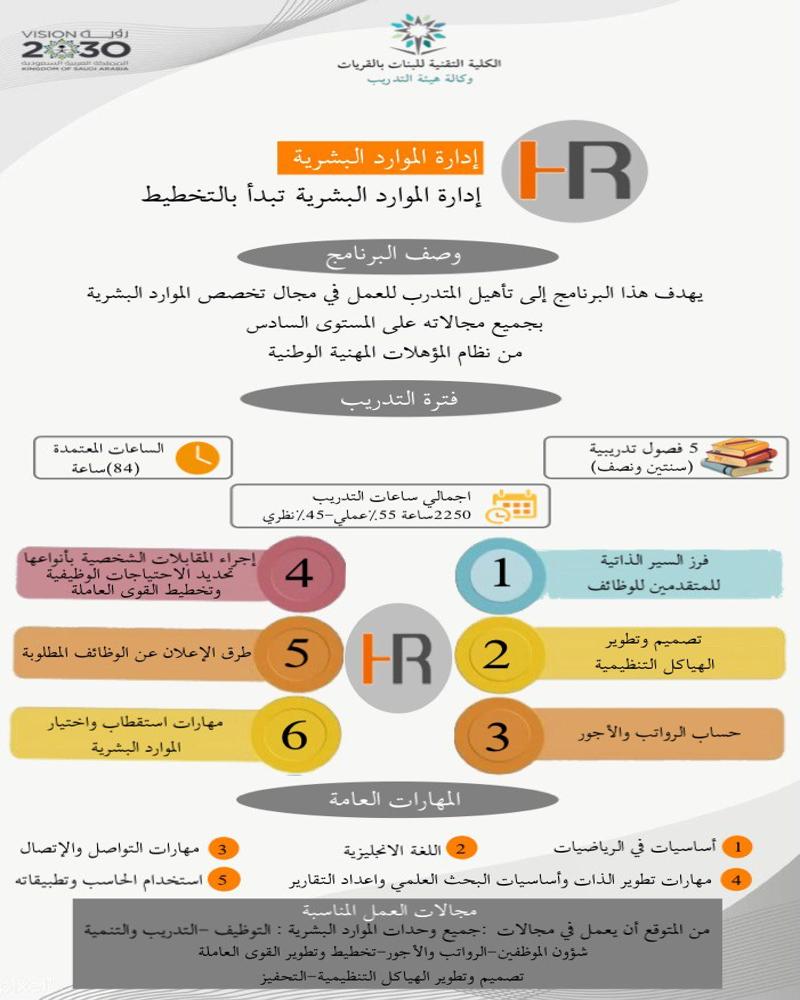 VISION رؤية
2030
المملكة العربية السعودية
KINGDOM OF SAUDI ARABIA
الكلية التقنية للبنات بالقريات
وكالة هيئة التدريب
HR
إدارة الموارد البشرية
إدارة الموارد البشرية تبدأ بالتخطيط
وصف البرنامج
يهدف هذا البرنامج إلى تأهيل المتدرب للعمل في مجال تخصص الموارد البشرية
بجميع مجالاته على المستوى السادس
من نظام المؤهلات المهنية الوطنية
فترة التدريب
5 فصول تدريبية
(سنتين ونصف)
الساعات المعتمدة
(84)ساعة
اجمالي ساعات التدريب
2250ساعة 55٪عملي–45٪نظري
1
فرز السير الذاتية
للمتقدمين للوظائف
2
تصميم وتطوير
الهياكل التنظيمية
3
حساب الرواتب والأجور
HR
4
إجراء المقابلات الشخصية بأنواعها
تحديد الاحتياجات الوظيفية
وتخطيط القوى العاملة
5
طرق الإعلان عن الوظائف المطلوبة
6
مهارات استقطاب واختيار
الموارد البشرية
المهارات العامة
1 أساسيات في الرياضيات
2 اللغة الانجليزية
3 مهارات التواصل والإتصال
4 مهارات تطوير الذات وأساسيات البحث العلمي واعداد التقارير
5 استخدام الحاسب وتطبيقاته
مجالات العمل المناسبة
من المتوقع أن يعمل في مجالات :جميع وحدات الموارد البشرية : التوظيف –التدريب والتنمية
شؤون الموظفين–الرواتب والأجور–تخطيط وتطوير القوى العاملة
تصميم وتطوير الهياكل التنظيمية–التحفيز